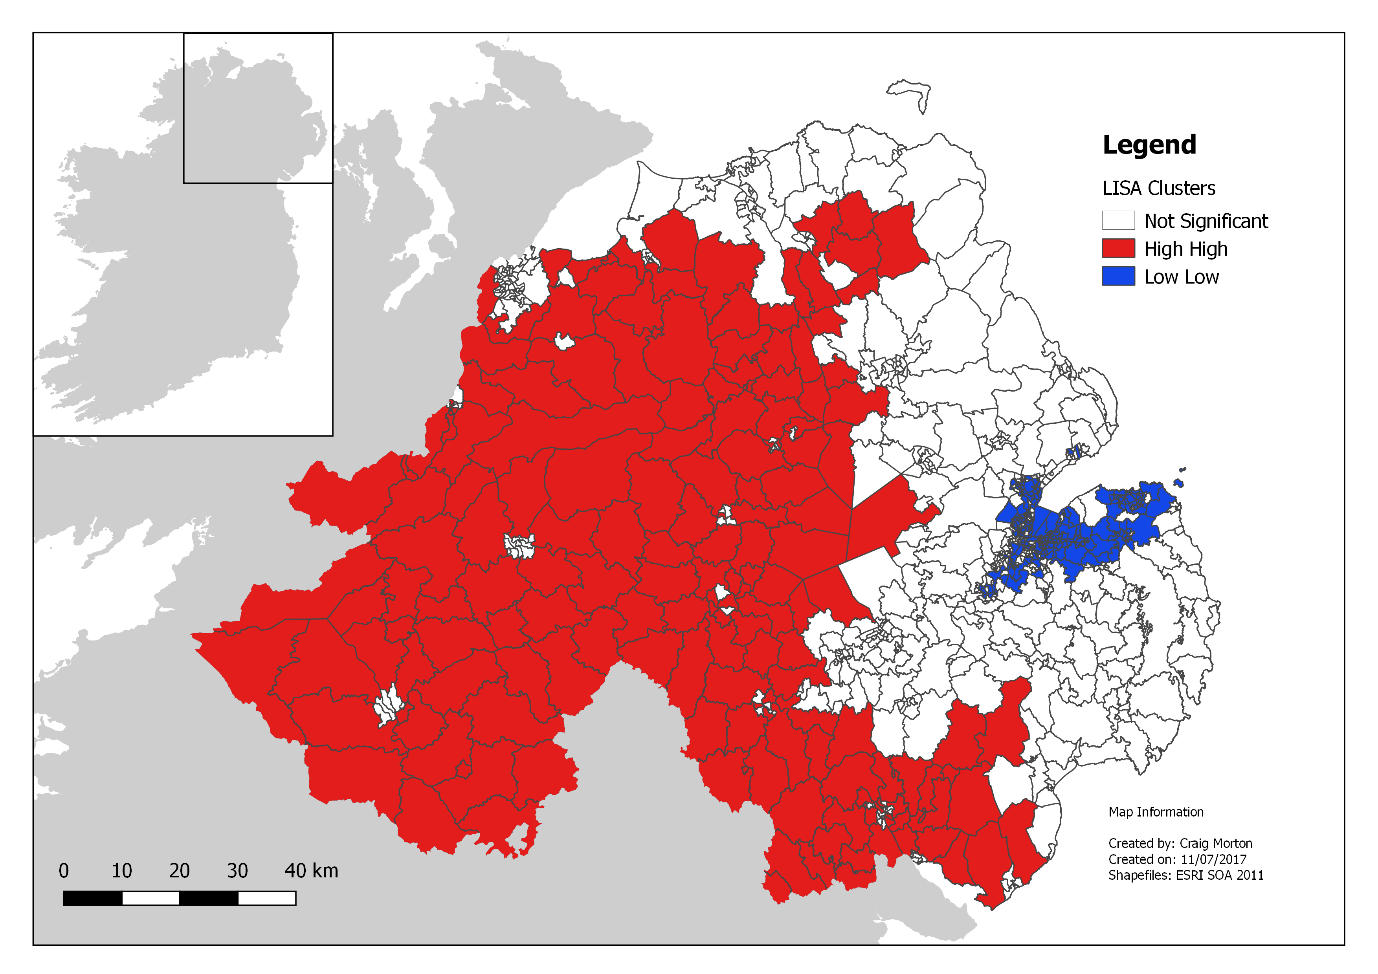 Legend
LISA Clusters
Not Significant
High High
Low Low
Map Information
Created by: Craig Morton
Created on: 11/07/2017
Shapefiles: ESRI SOA 2011
0 10 20 30 40 km